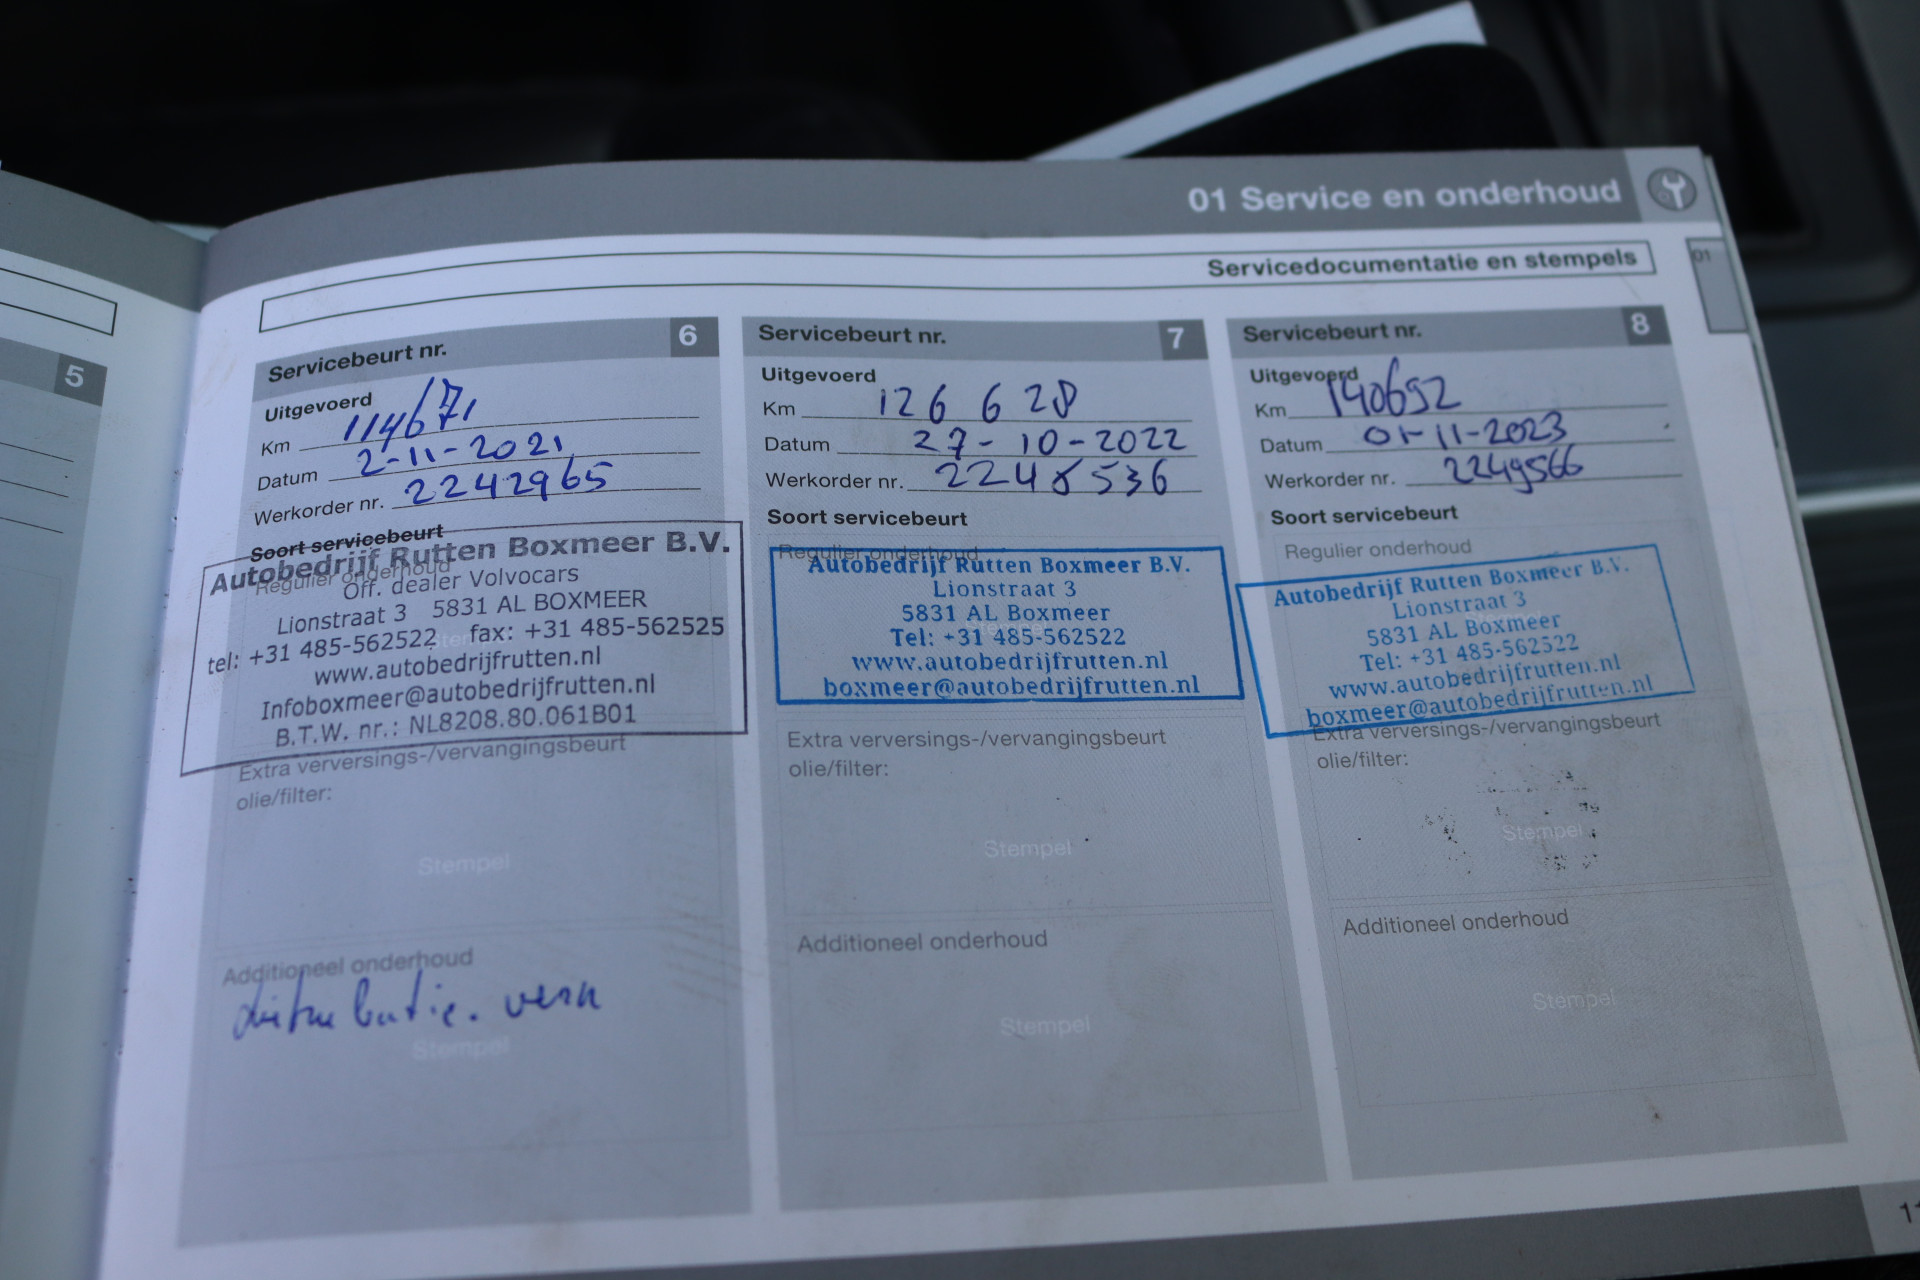 01 Service en onderhoud
Servicedocumentatie en stempels
01
5
Servicebeurt nr. 6
Uitgevoerd
Km 114671
Datum 2-11-2021
Werkorder nr. 2242965
Soort servicebeurt
Regulier onderhoud
Autobedrijf Rutten Boxmeer B.V.
Off. dealer Volvocars
Lionstraat 3 5831 AL BOXMEER
tel: +31 485-562522 fax: +31 485-562525
www.autobedrijfrutten.nl
Infoboxmeer@autobedrijfrutten.nl
B.T.W. nr.: NL8208.80.061B01
Extra verversings-/vervangingsbeurt
olie/filter:
Stempel
Additioneel onderhoud
distributie. verv
Stempel
Servicebeurt nr. 7
Uitgevoerd
Km 126 628
Datum 27-10-2022
Werkorder nr. 2248536
Soort servicebeurt
Regulier onderhoud
Autobedrijf Rutten Boxmeer B.V.
Lionstraat 3
5831 AL Boxmeer
Tel: +31 485-562522
www.autobedrijfrutten.nl
boxmeer@autobedrijfrutten.nl
Extra verversings-/vervangingsbeurt
olie/filter:
Stempel
Additioneel onderhoud
Stempel
Servicebeurt nr. 8
Uitgevoerd
Km 140692
Datum 01-11-2023
Werkorder nr. 2249566
Soort servicebeurt
Regulier onderhoud
Autobedrijf Rutten Boxmeer B.V.
Lionstraat 3
5831 AL Boxmeer
Tel: +31 485-562522
www.autobedrijfrutten.nl
boxmeer@autobedrijfrutten.nl
Extra verversings-/vervangingsbeurt
olie/filter:
Stempel
Additioneel onderhoud
Stempel